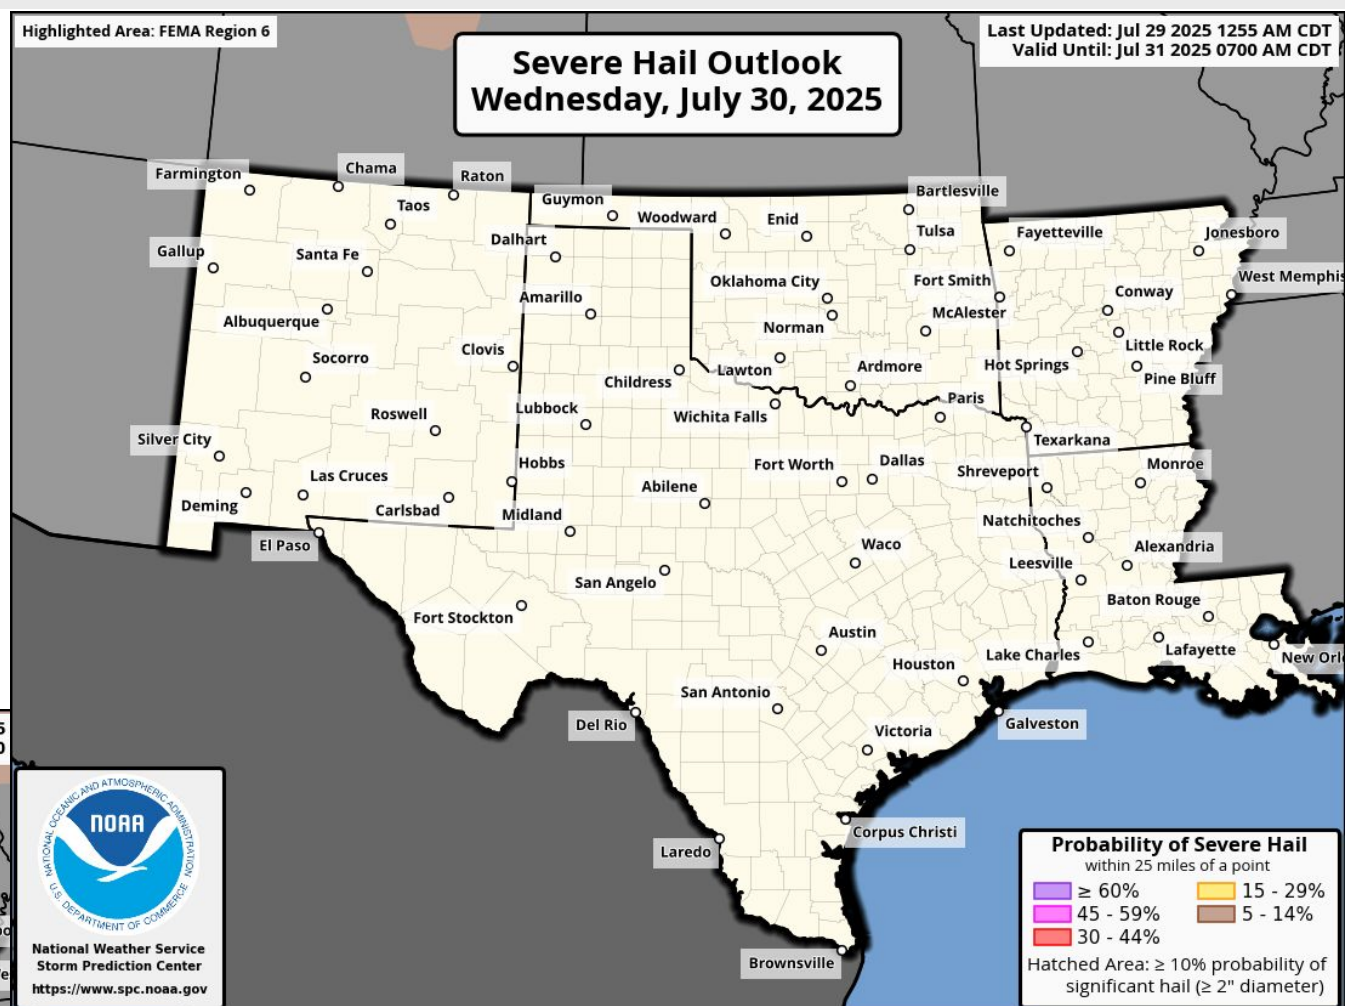 Highlighted Area: FEMA Region 6
Last Updated: Jul 29 2025 1255 AM CDT
Valid Until: Jul 31 2025 0700 AM CDT
Severe Hail Outlook
Wednesday, July 30, 2025
Farmington
Chama
Raton
Taos
Guymon
Woodward
Enid
Bartlesville
Tulsa
Fayetteville
Jonesboro
Gallup
Santa Fe
Dalhart
Oklahoma City
Fort Smith
Conway
West Memphis
Albuquerque
Amarillo
Norman
McAlester
Little Rock
Socorro
Clovis
Childress
Lawton
Ardmore
Hot Springs
Pine Bluff
Roswell
Lubbock
Wichita Falls
Paris
Texarkana
Silver City
Las Cruces
Hobbs
Abilene
Fort Worth
Dallas
Shreveport
Monroe
Deming
Carlsbad
Midland
Natchitoches
El Paso
San Angelo
Waco
Leesville
Alexandria
Fort Stockton
Austin
Baton Rouge
Houston
Lake Charles
Lafayette
New Orl
San Antonio
Del Rio
Victoria
Galveston
Laredo
Corpus Christi
Brownsville
5
0
NATIONAL OCEANIC AND ATMOSPHERIC ADMINISTRATION
NOAA
U.S. DEPARTMENT OF COMMERCE
National Weather Service
Storm Prediction Center
https://www.spc.noaa.gov
Probability of Severe Hail
within 25 miles of a point
≥ 60%
15 - 29%
45 - 59%
5 - 14%
30 - 44%
Hatched Area: ≥ 10% probability of
significant hail (≥ 2" diameter)